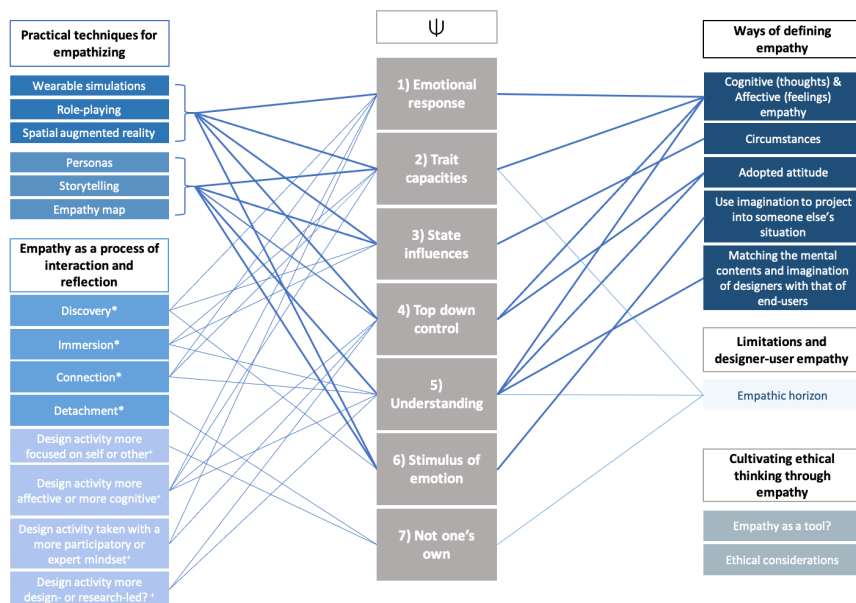 Practical techniques for
empathizing
Wearable simulations
Role-playing
Spatial augmented reality
Personas
Storytelling
Empathy map
Empathy as a process of
interaction and
reflection
Discovery*
Immersion*
Connection*
Detachment*
Design activity more
focused on self or other⁺
Design activity more
affective or more cognitive⁺
Design activity taken with a
more participatory or
expert mindset⁺
Design activity more
design- or research-led? ⁺
Ψ
1) Emotional
response
2) Trait
capacities
3) State
influences
4) Top down
control
5)
Understanding
6) Stimulus of
emotion
7) Not one's
own
Ways of defining
empathy
Cognitive (thoughts) &
Affective (feelings)
empathy
Circumstances
Adopted attitude
Use imagination to project
into someone else's
situation
Matching the mental
contents and imagination
of designers with that of
end-users
Limitations and
designer-user empathy
Empathic horizon
Cultivating ethical
thinking through
empathy
Empathy as a tool?
Ethical considerations